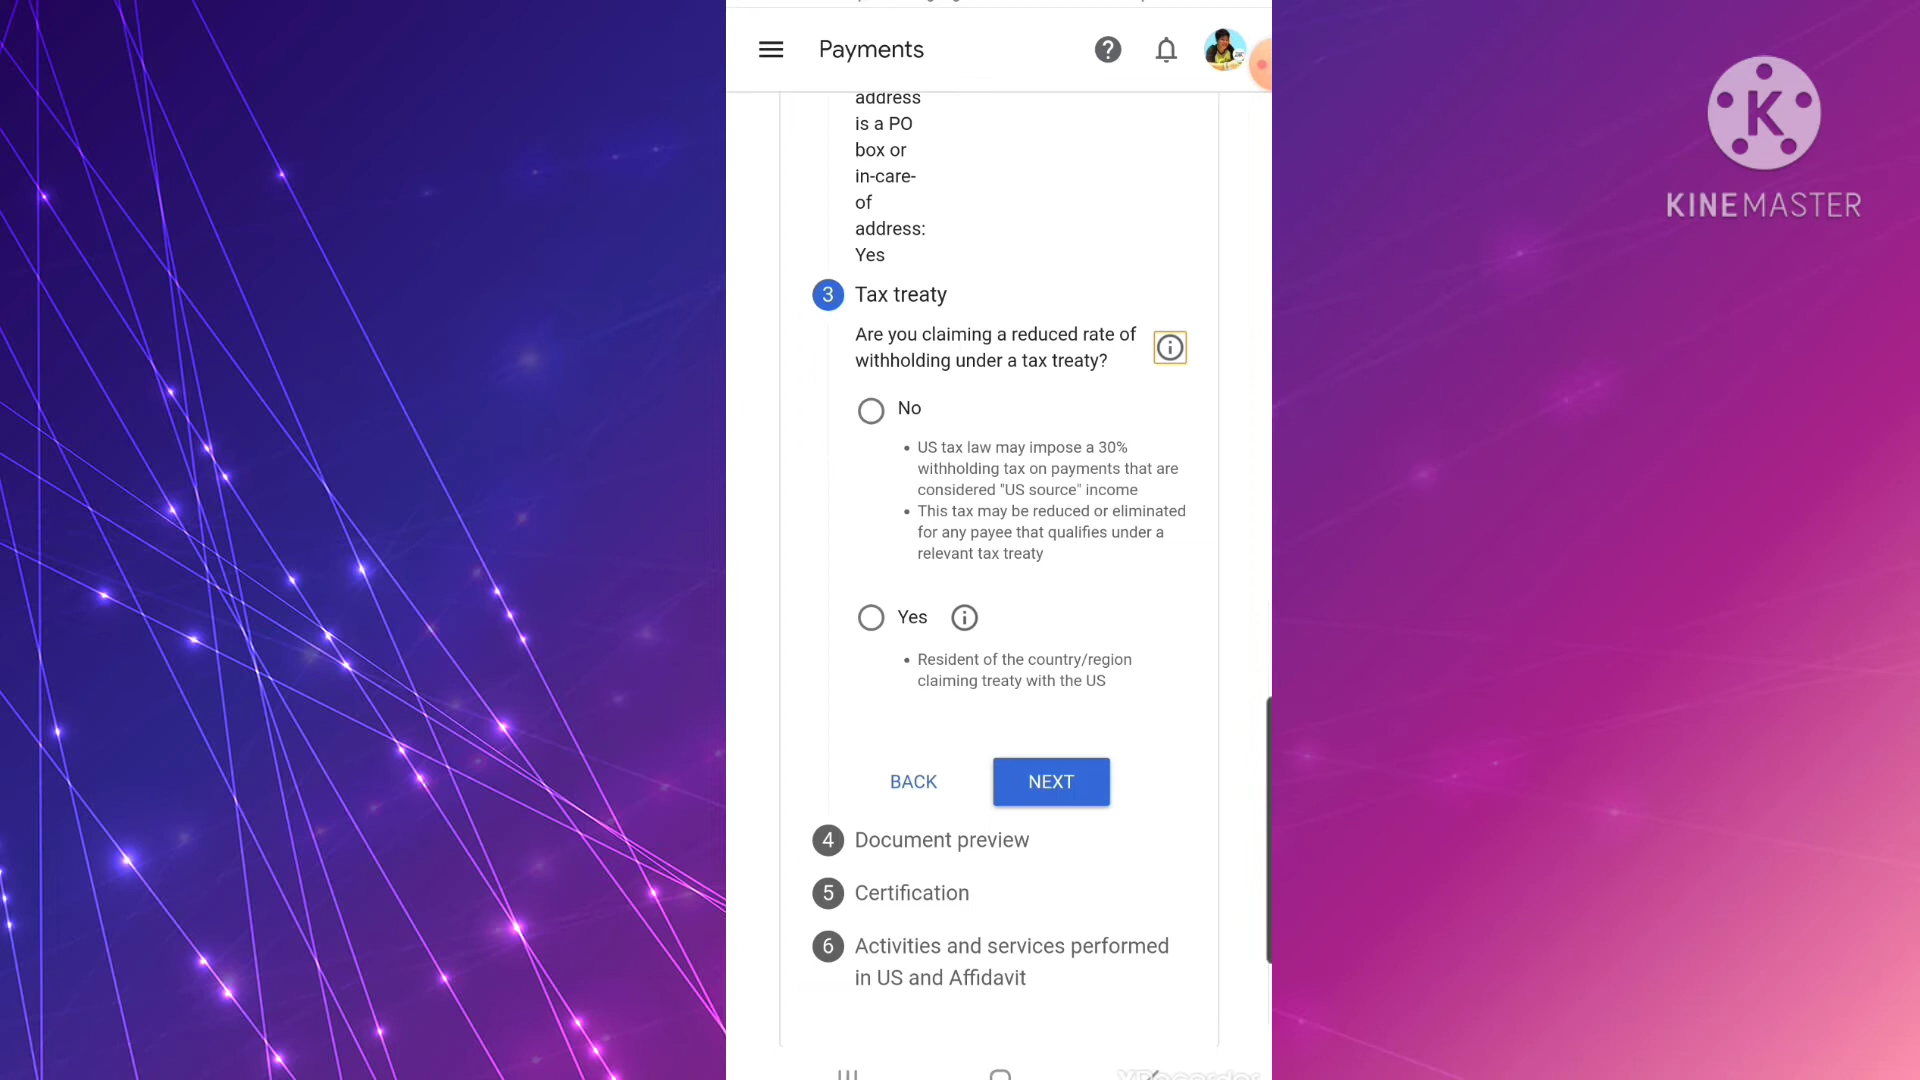 Payments
K
KINEMASTER
address
is a PO
box or
in-care-
of
address:
Yes
3 Tax treaty
Are you claiming a reduced rate of
withholding under a tax treaty?
No
• US tax law may impose a 30%
withholding tax on payments that are
considered "US source" income
• This tax may be reduced or eliminated
for any payee that qualifies under a
relevant tax treaty
Yes
• Resident of the country/region
claiming treaty with the US
BACK
NEXT
4 Document preview
5 Certification
6 Activities and services performed
in US and Affidavit